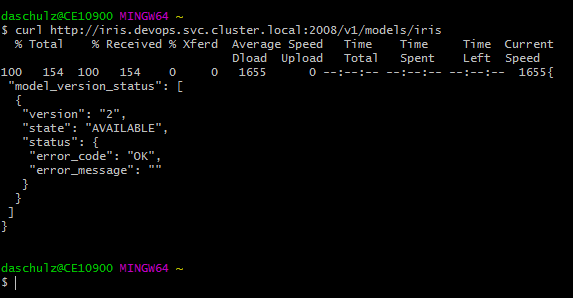 daschulz@CE10900 MINGW64 ~
$ curl http://iris.devops.svc.cluster.local:2008/v1/models/iris
  % Total    % Received % Xferd  Average Speed   Time    Time     Time  Current
                                 Dload  Upload   Total   Spent    Left  Speed
100   154  100   154    0     0   1655      0 --:--:-- --:--:-- --:--:--  1655{
 "model_version_status": [
  {
   "version": "2",
   "state": "AVAILABLE",
   "status": {
    "error_code": "OK",
    "error_message": ""
   }
  }
 ]
}
daschulz@CE10900 MINGW64 ~
$